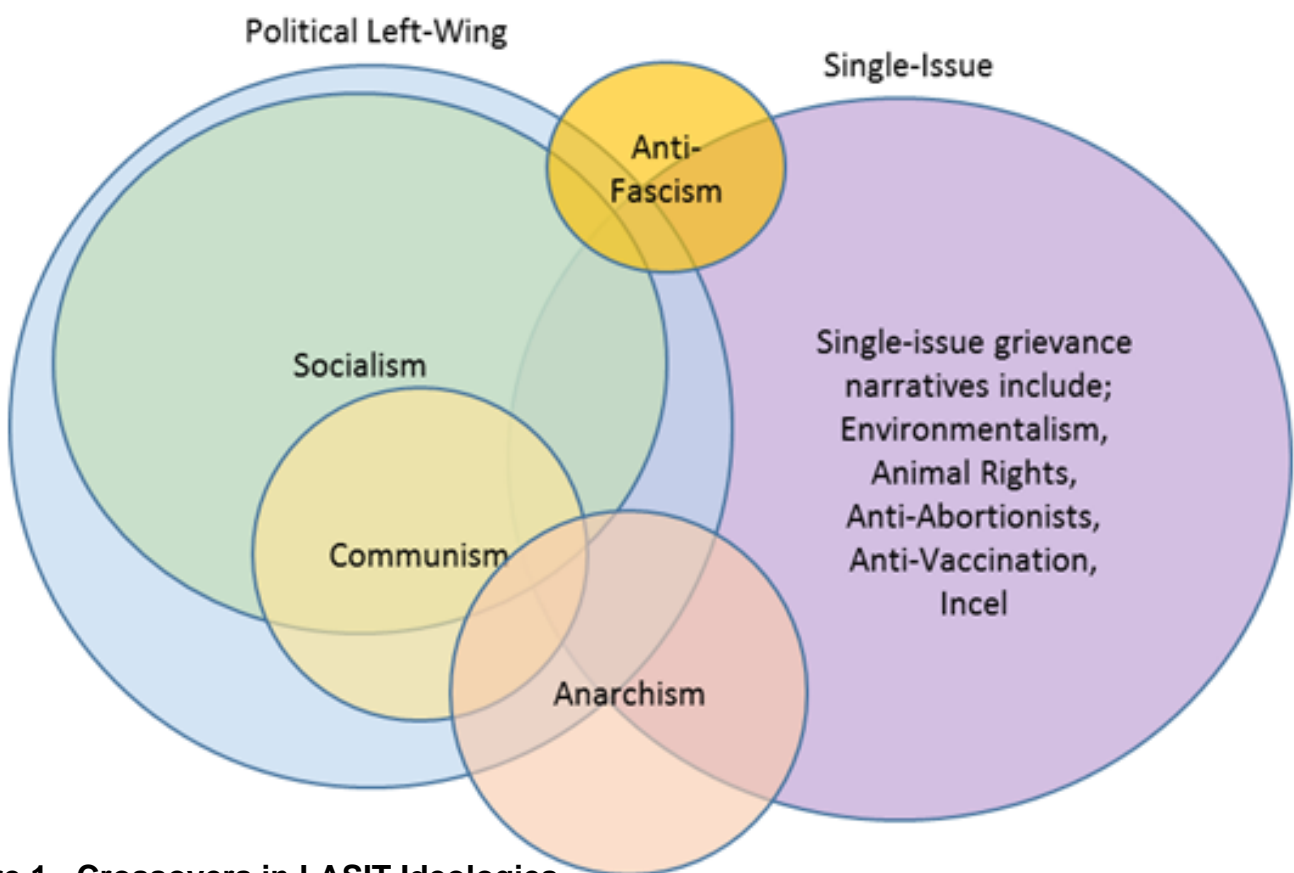 Political Left-Wing
Single-Issue
Anti-
Fascism
Socialism
Single-issue grievance
narratives include;
Environmentalism,
Animal Rights,
Anti-Abortionists,
Anti-Vaccination,
Incel
Communism
Anarchism
1 Crossovers in LASIT Ideologies